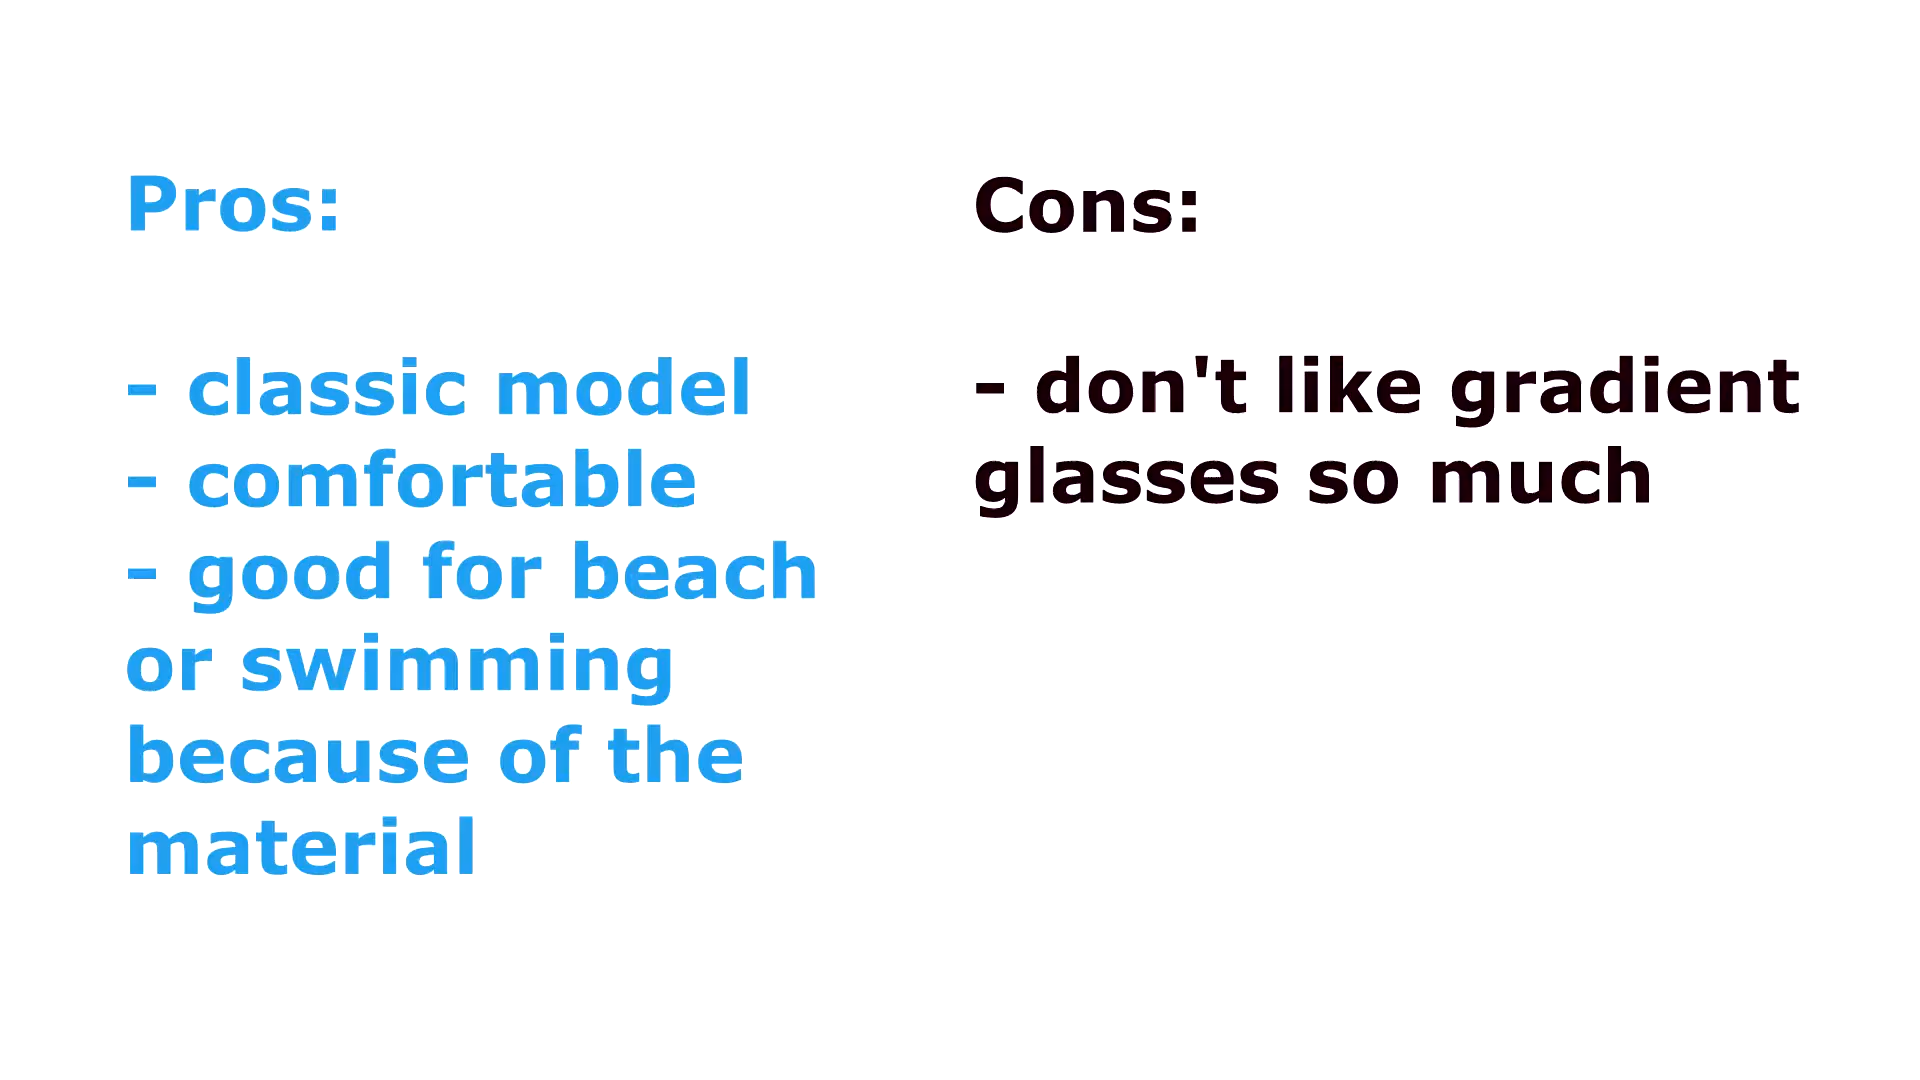 Pros:
- classic model
- comfortable
- good for beach
or swimming
because of the
material
Cons:
- don't like gradient
glasses so much